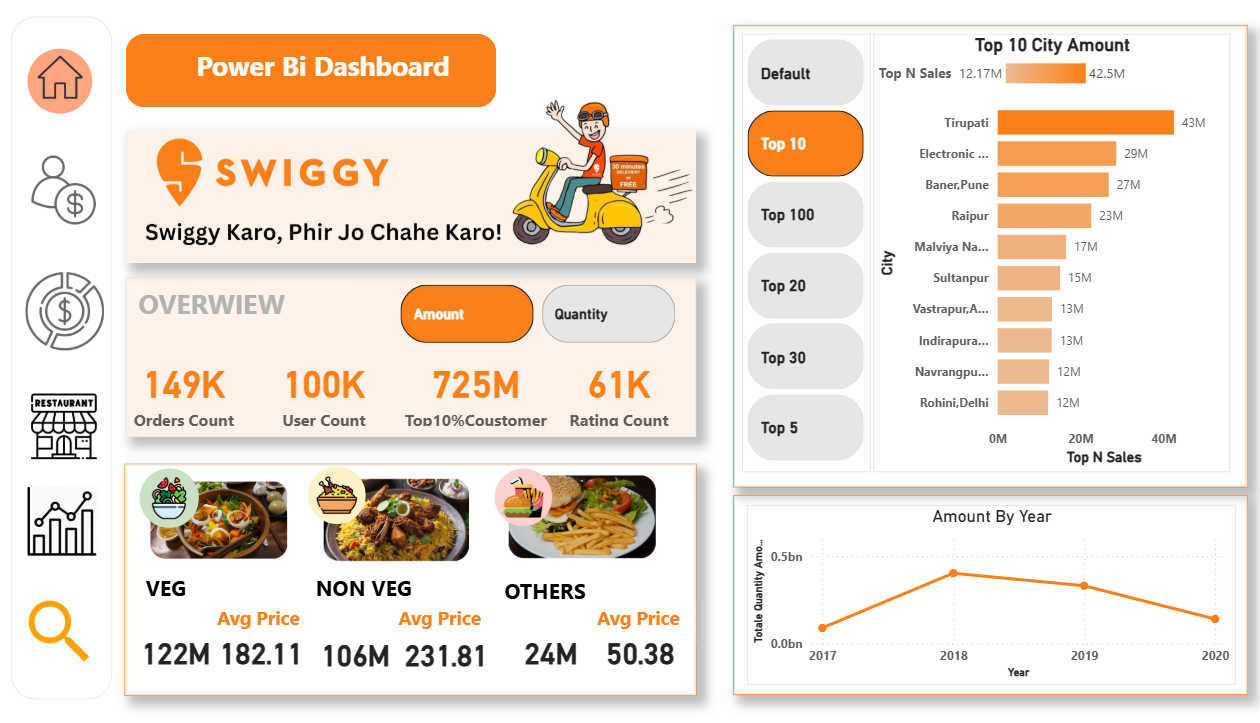 Power Bi Dashboard
SWIGGY
Swiggy Karo, Phir Jo Chahe Karo!
30 minutes
DELEVERY
or
FREE
RESTAURANT
OVERWIEW
Amount
Quantity
149K
100K
725M
61K
Orders Count
User Count
Top10%Coustomer
Rating Count
VEG
NON VEG
OTHERS
Avg Price
Avg Price
Avg Price
122M 182.11
106M 231.81
24M 50.38
Default
Top 10
Top 100
Top 20
Top 30
Top 5
Top 10 City Amount
Top N Sales 12.17M 42.5M
City
Tirupati 43M
Electronic ... 29M
Baner,Pune 27M
Raipur 23M
Malviya Na... 17M
Sultanpur 15M
Vastrapur,A... 13M
Indirapura... 13M
Navrangpu... 12M
Rohini,Delhi 12M
0M 20M 40M
Top N Sales
Amount By Year
Totale Quantity Amo...
0.5bn
0.0bn
2017 2018 2019 2020
Year